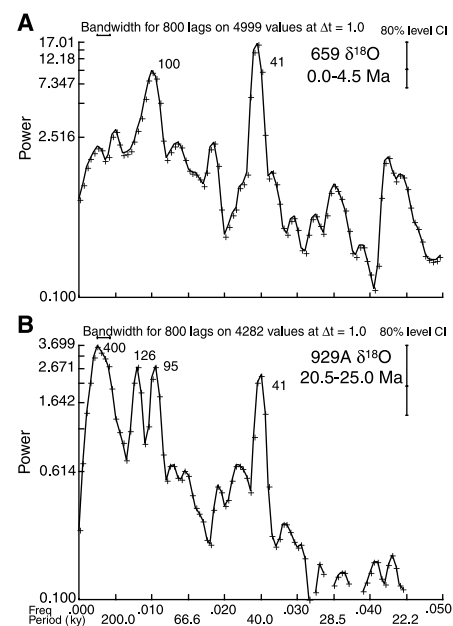 A
Bandwidth for 800 lags on 4999 values at Δt = 1.0
80% level CI
17.01
12.18
7.347
2.516
0.100
Power
100
41
659 δ18O
0.0-4.5 Ma
B
Bandwidth for 800 lags on 4282 values at Δt = 1.0
80% level CI
3.699
2.671
1.642
0.614
0.100
Power
400
126
95
41
929A δ18O
20.5-25.0 Ma
Freq .000 .010 .020 .030 .040 .050
Period (ky) 200.0 66.6 40.0 28.5 22.2